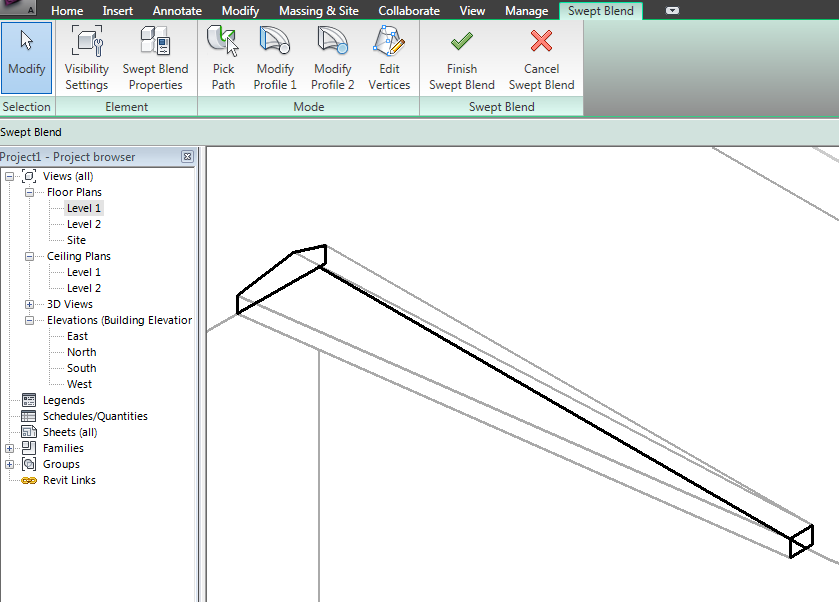 A
Home Insert Annotate Modify Massing & Site Collaborate View Manage Swept Blend
Modify
Visibility Settings
Swept Blend Properties
Pick Path
Modify Profile 1
Modify Profile 2
Edit Vertices
Finish Swept Blend
Cancel Swept Blend
Selection Element Mode Swept Blend
Swept Blend
Project1 - Project browser
Views (all)
Floor Plans
Level 1
Level 2
Site
Ceiling Plans
Level 1
Level 2
3D Views
Elevations (Building Elevation
East
North
South
West
Legends
Schedules/Quantities
Sheets (all)
Families
Groups
Revit Links